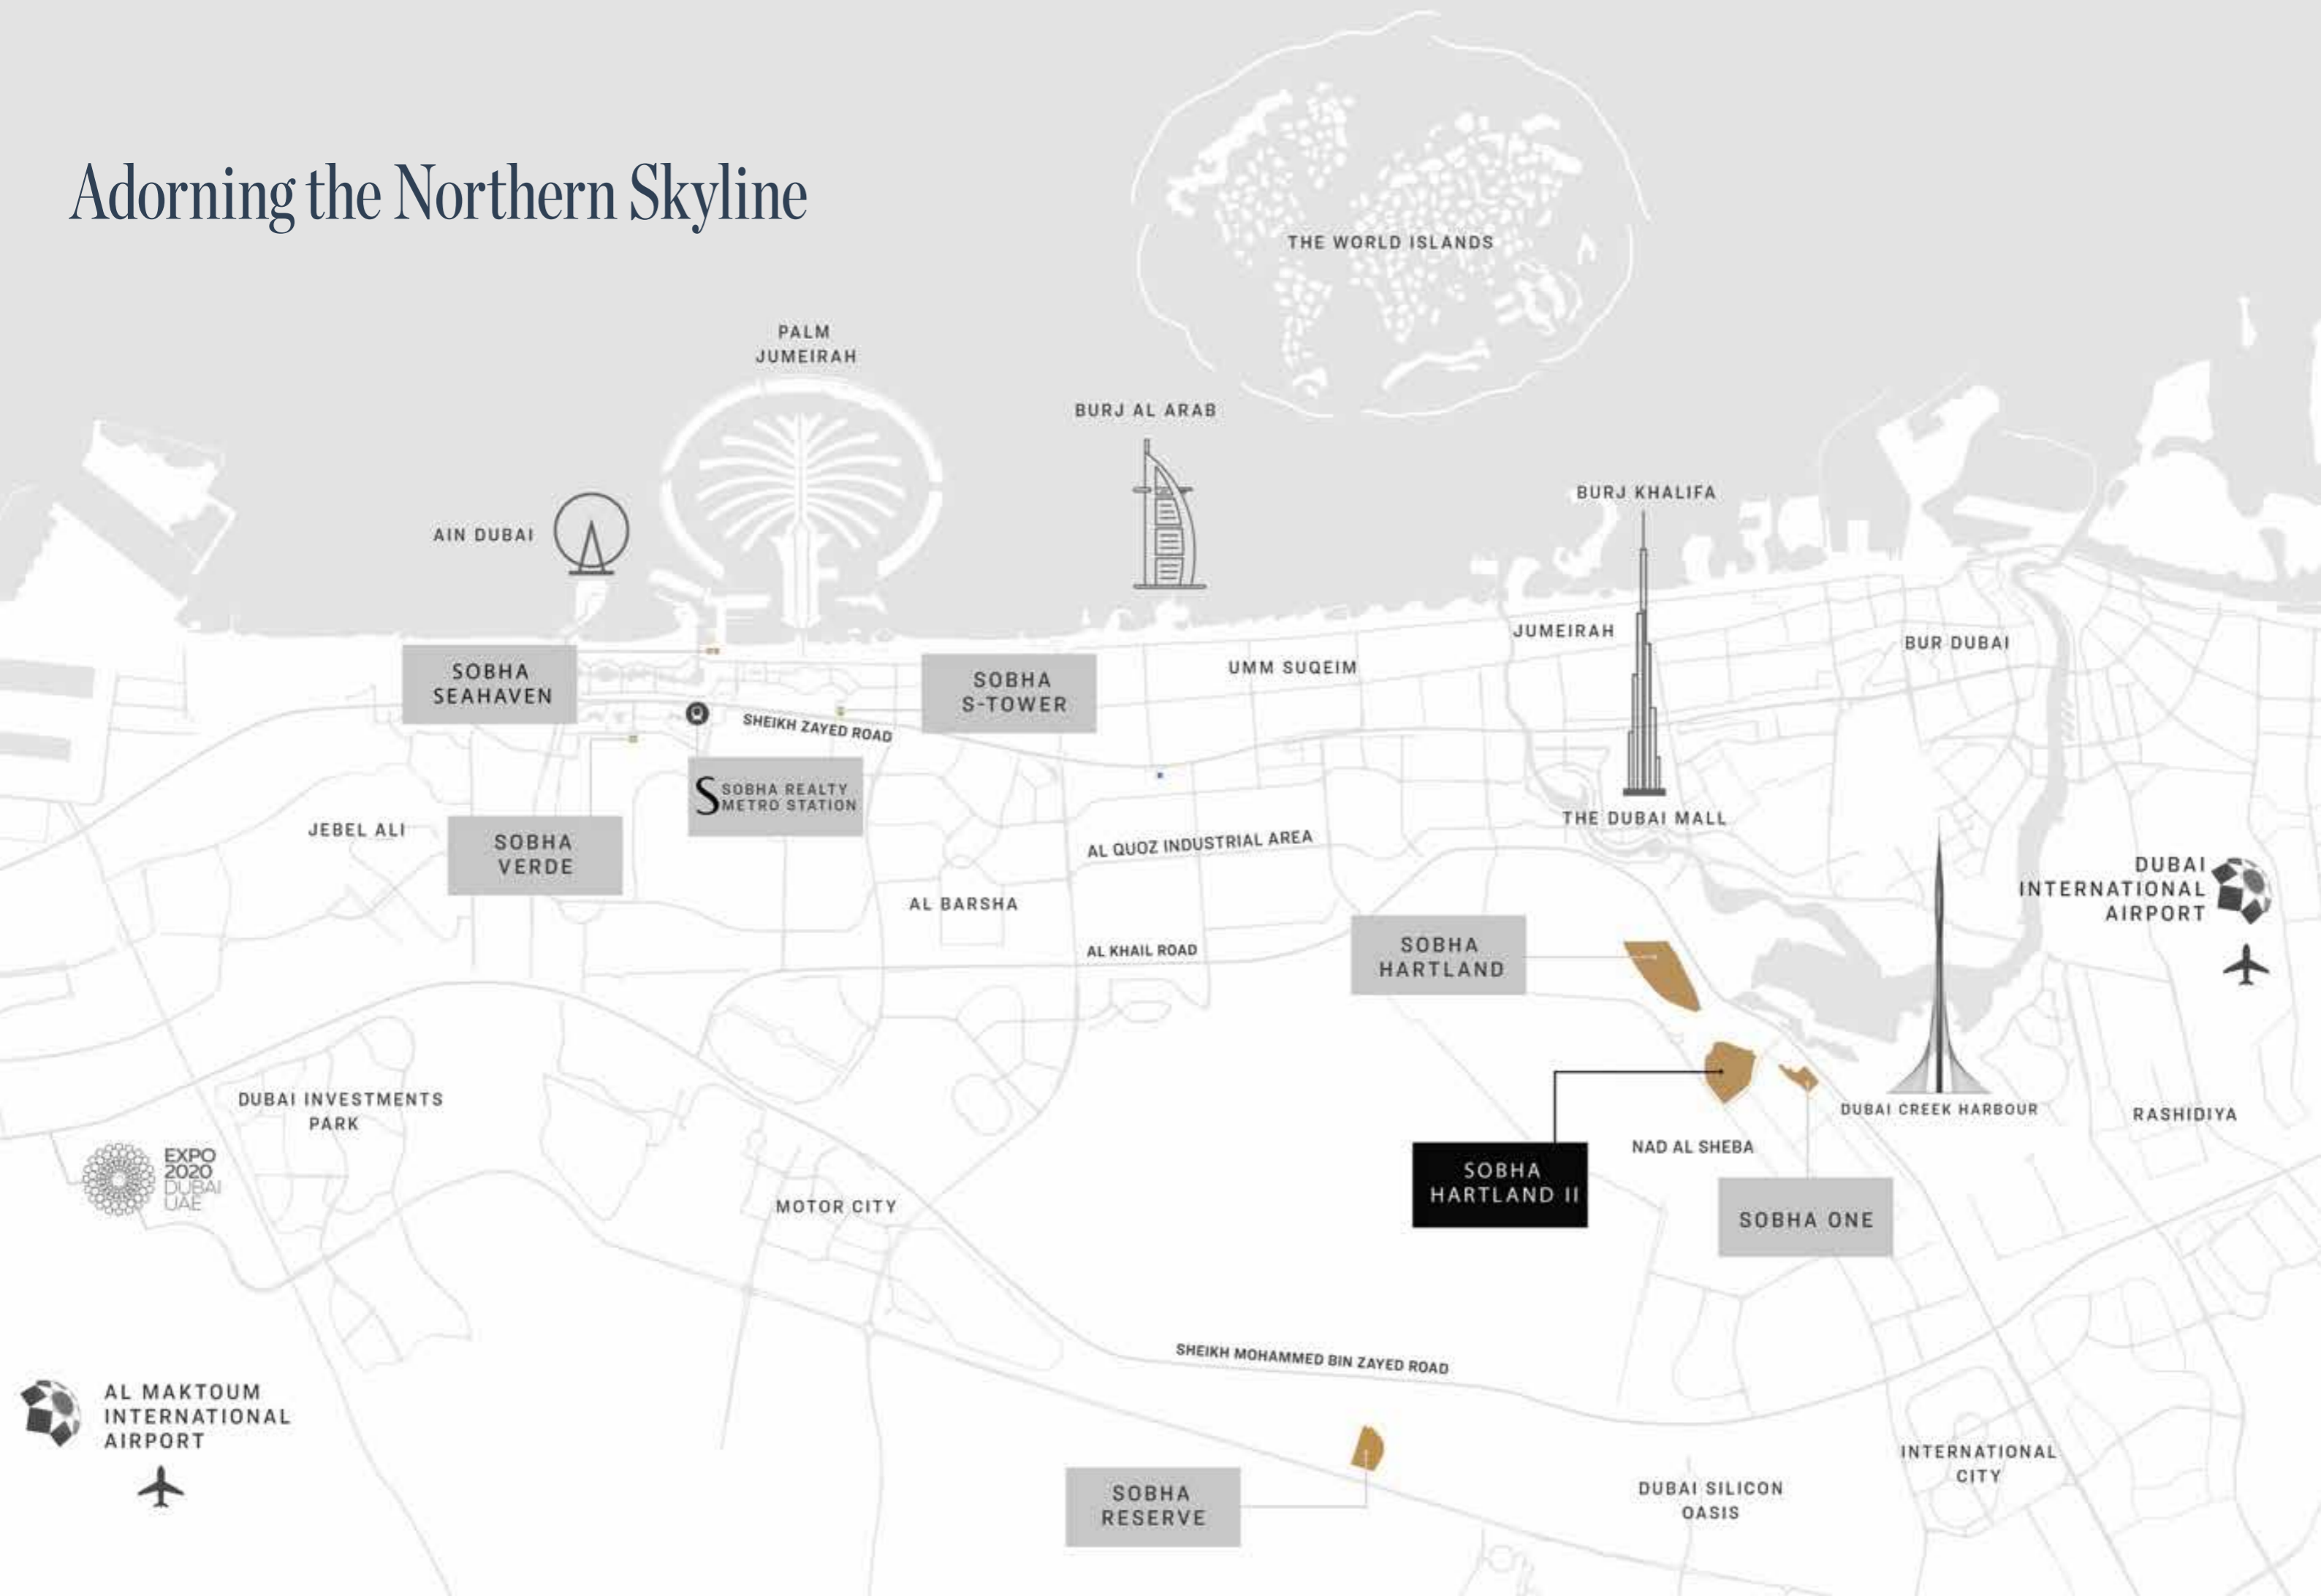 Adorning the Northern Skyline
THE WORLD ISLANDS
PALM
JUMEIRAH
BURJ AL ARAB
BURJ KHALIFA
AIN DUBAI
JUMEIRAH
BUR DUBAI
UMM SUQEIM
SOBHA
SEAHAVEN
SOBHA
S-TOWER
SHEIKH ZAYED ROAD
S SOBHA REALTY
METRO STATION
JEBEL ALI
SOBHA
VERDE
THE DUBAI MALL
AL QUOZ INDUSTRIAL AREA
DUBAI
INTERNATIONAL
AIRPORT
AL BARSHA
AL KHAIL ROAD
SOBHA
HARTLAND
DUBAI INVESTMENTS
PARK
DUBAI CREEK HARBOUR
RASHIDIYA
NAD AL SHEBA
EXPO
2020
DUBAI
UAE
SOBHA
HARTLAND II
MOTOR CITY
SOBHA ONE
SHEIKH MOHAMMED BIN ZAYED ROAD
AL MAKTOUM
INTERNATIONAL
AIRPORT
INTERNATIONAL
CITY
SOBHA
RESERVE
DUBAI SILICON
OASIS